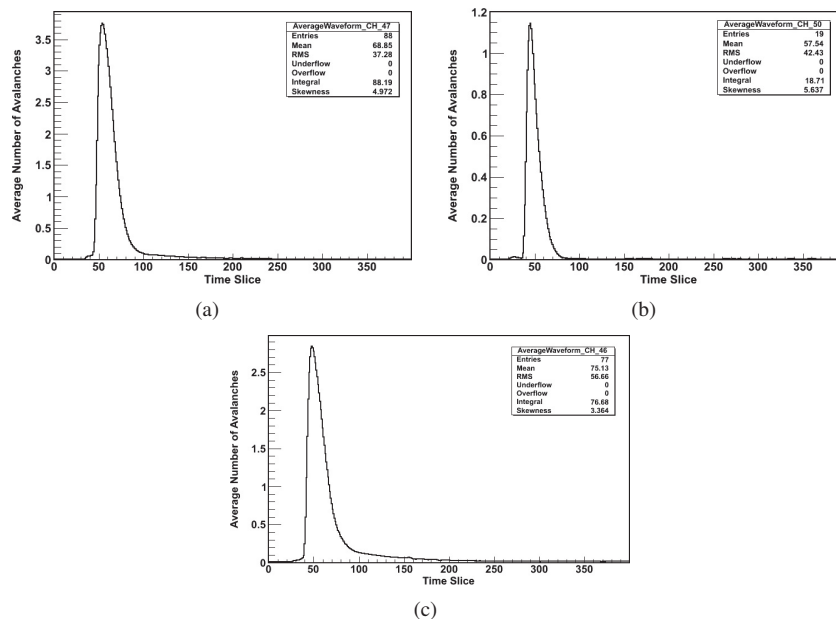 AverageWaveform_CH_47
Entries 88
Mean 68.85
RMS 37.28
Underflow 0
Overflow 0
Integral 88.19
Skewness 4.972
Average Number of Avalanches
3.5
3
2.5
2
1.5
1
0.5
0
0 50 100 150 200 250 300 350
Time Slice
(a)
AverageWaveform_CH_50
Entries 19
Mean 57.54
RMS 42.43
Underflow 0
Overflow 0
Integral 18.71
Skewness 5.637
Average Number of Avalanches
1.2
1
0.8
0.6
0.4
0.2
0
0 50 100 150 200 250 300 350
Time Slice
(b)
AverageWaveform_CH_46
Entries 77
Mean 75.13
RMS 56.66
Underflow 0
Overflow 0
Integral 76.68
Skewness 3.364
Average Number of Avalanches
2.5
2
1.5
1
0.5
0
0 50 100 150 200 250 300 350
Time Slice
(c)